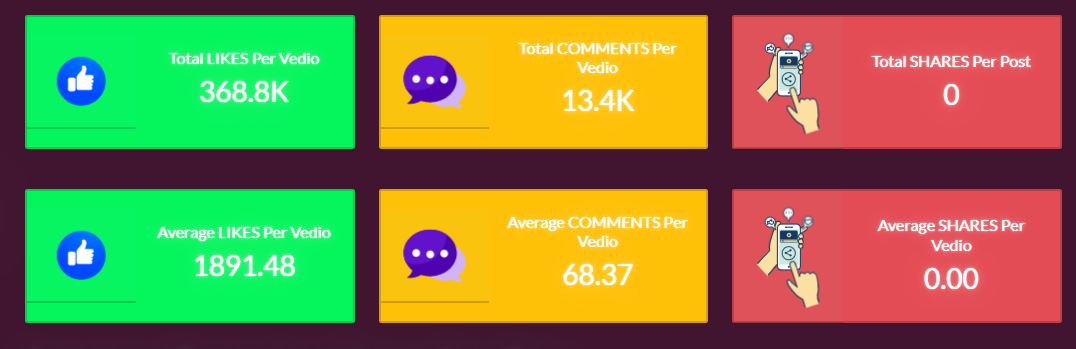 Total LIKES Per Vedio
368.8K
Total COMMENTS Per
Vedio
13.4K
Total SHARES Per Post
0
Average LIKES Per Vedio
1891.48
Average COMMENTS Per
Vedio
68.37
Average SHARES Per
Vedio
0.00